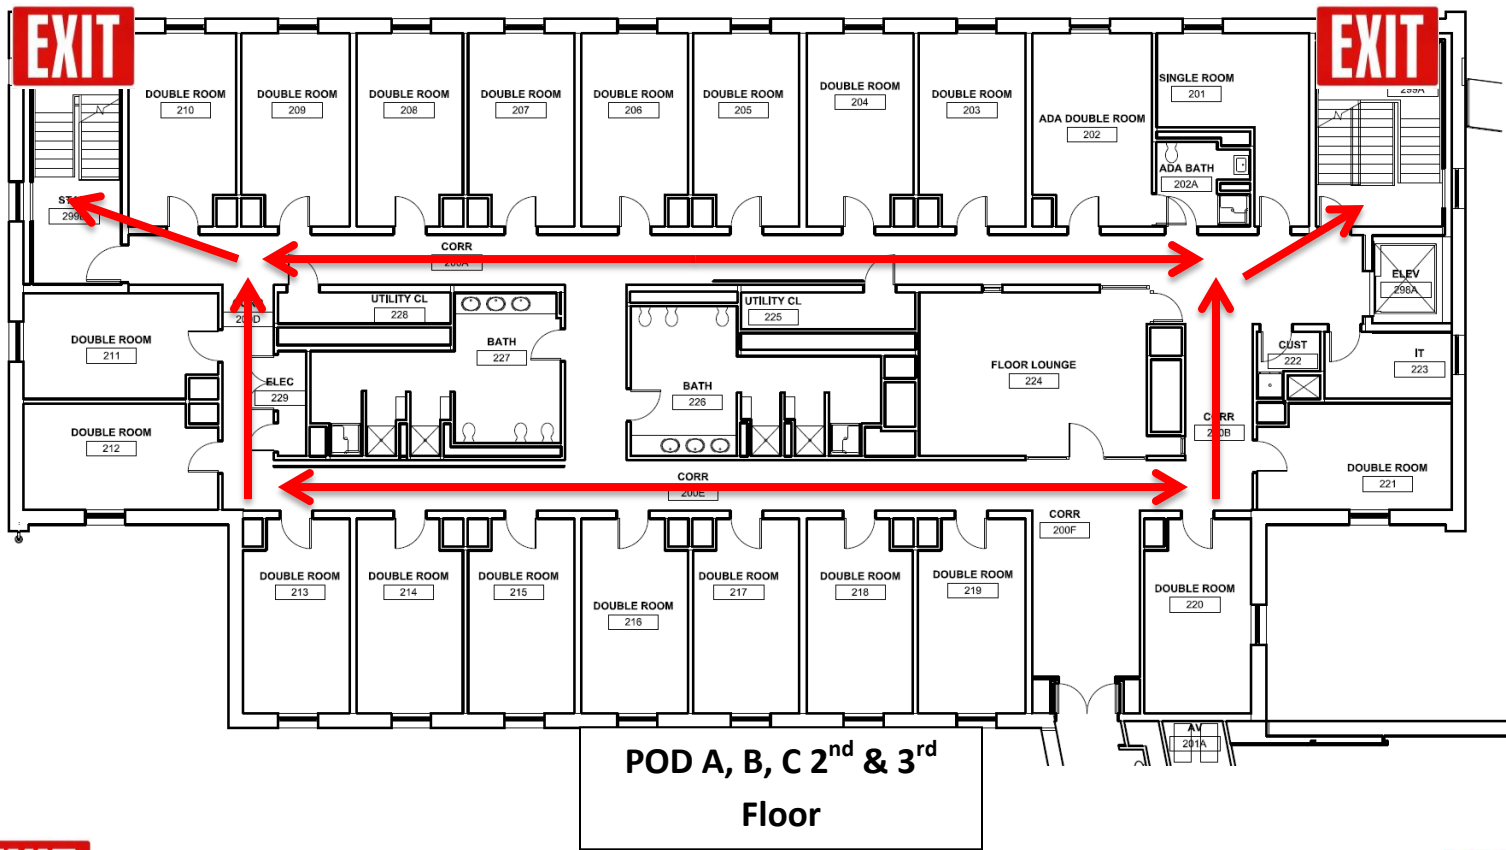 EXIT
EXIT
DOUBLE ROOM
210
DOUBLE ROOM
209
DOUBLE ROOM
208
DOUBLE ROOM
207
DOUBLE ROOM
206
DOUBLE ROOM
205
DOUBLE ROOM
204
DOUBLE ROOM
203
ADA DOUBLE ROOM
202
SINGLE ROOM
201
ADA BATH
202A
299A
CORR
ELEV
298A
UTILITY CL
228
UTILITY CL
225
DOUBLE ROOM
211
BATH
227
BATH
226
FLOOR LOUNGE
224
CUST
222
IT
223
ELEC
229
DOUBLE ROOM
212
CORR
DOUBLE ROOM
221
CORR
200E
CORR
200F
DOUBLE ROOM
213
DOUBLE ROOM
214
DOUBLE ROOM
215
DOUBLE ROOM
216
DOUBLE ROOM
217
DOUBLE ROOM
218
DOUBLE ROOM
219
DOUBLE ROOM
220
AV
201A
POD A, B, C 2nd & 3rd
Floor